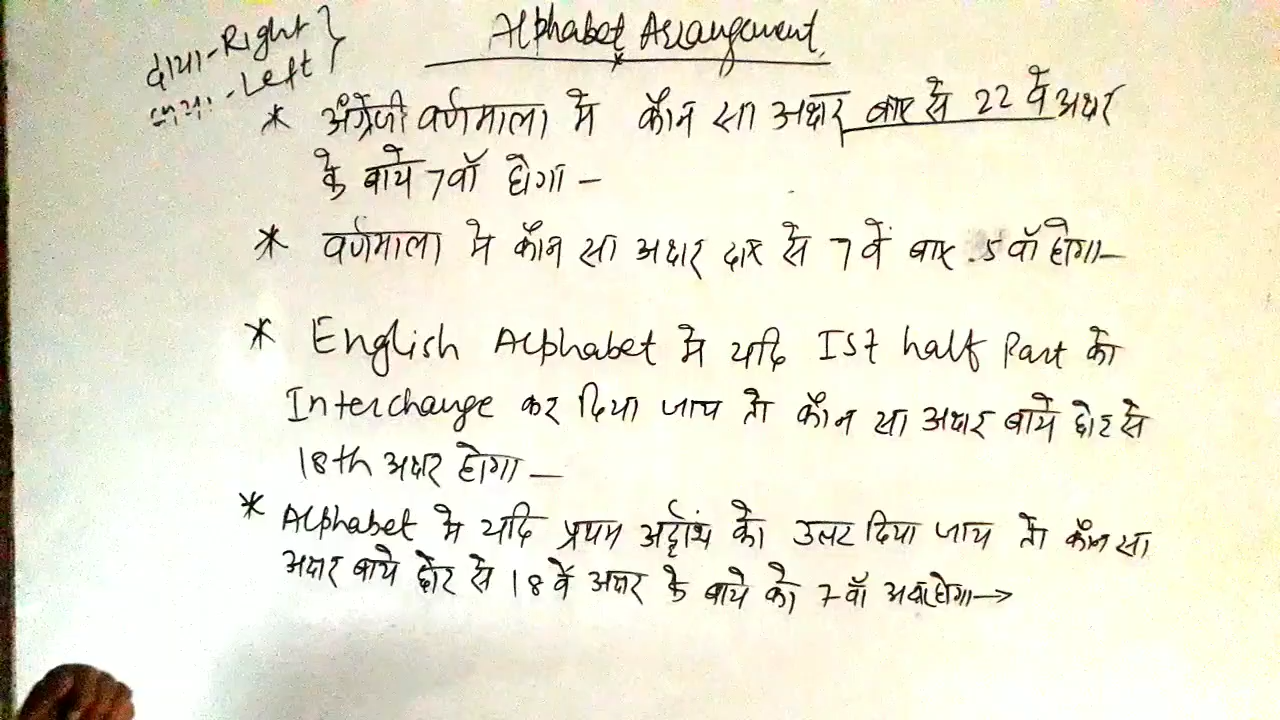 Alphabet Arrangement
दाया-Right
बाया-Left
* अंग्रेजी वर्णमाला मे कौन सा अक्षर बाए से 22 वे अक्षर
के बाये 7वाँ होगा –
* वर्णमाला मे कौन सा अक्षर दाए से 7 वें बाए 5 वाँ होगा–
* English Alphabet मे यदि Ist half Part को
Interchange कर दिया जाय तो कौन सा अक्षर बाये छोर से
18th अक्षर होगा –
* Alphabet मे यदि प्रथम अर्द्धांश को उलट दिया जाय तो कौन सा
अक्षर बाये छोर से 18 वें अक्षर के बाये को 7 वाँ अक्षर होगा→